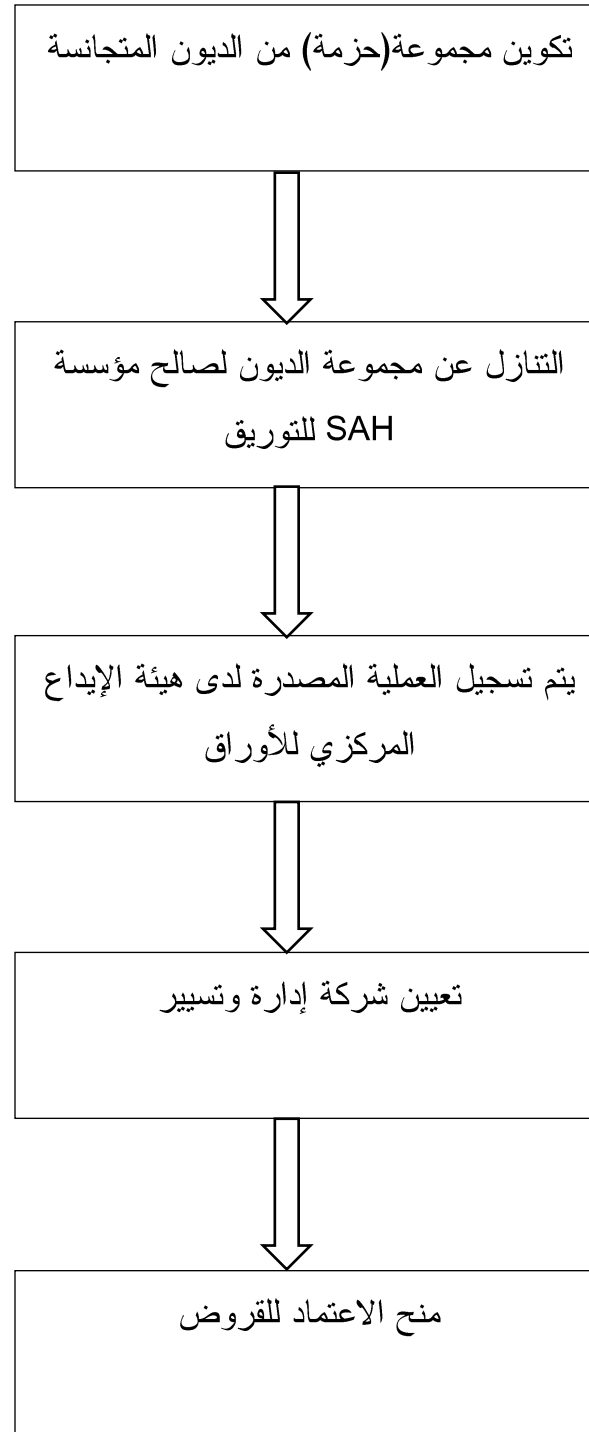 تكوين مجموعة(حزمة) من الديون المتجانسة
التنازل عن مجموعة الديون لصالح مؤسسة
SAH للتوريق
يتم تسجيل العملية المصدرة لدى هيئة الإيداع
المركزي للأوراق
تعيين شركة إدارة وتسيير
منح الاعتماد للقروض